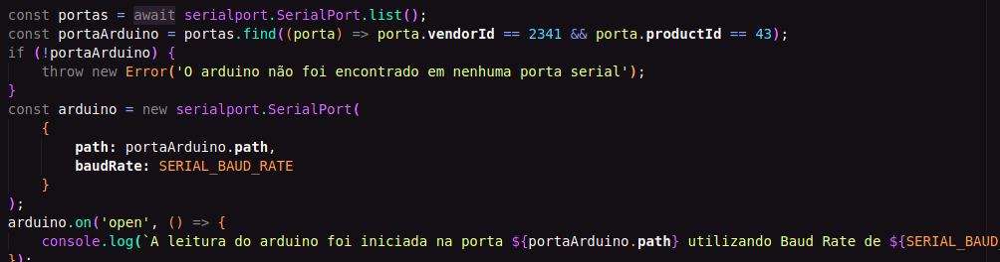 const portas = await serialport.SerialPort.list();
const portaArduino = portas.find((porta) => porta.vendorId == 2341 && porta.productId == 43);
if (!portaArduino) {
    throw new Error('O arduino não foi encontrado em nenhuma porta serial');
}
const arduino = new serialport.SerialPort(
    {
        path: portaArduino.path,
        baudRate: SERIAL_BAUD_RATE
    }
);
arduino.on('open', () => {
    console.log(`A leitura do arduino foi iniciada na porta ${portaArduino.path} utilizando Baud Rate de ${SERIAL_BAUD_
});